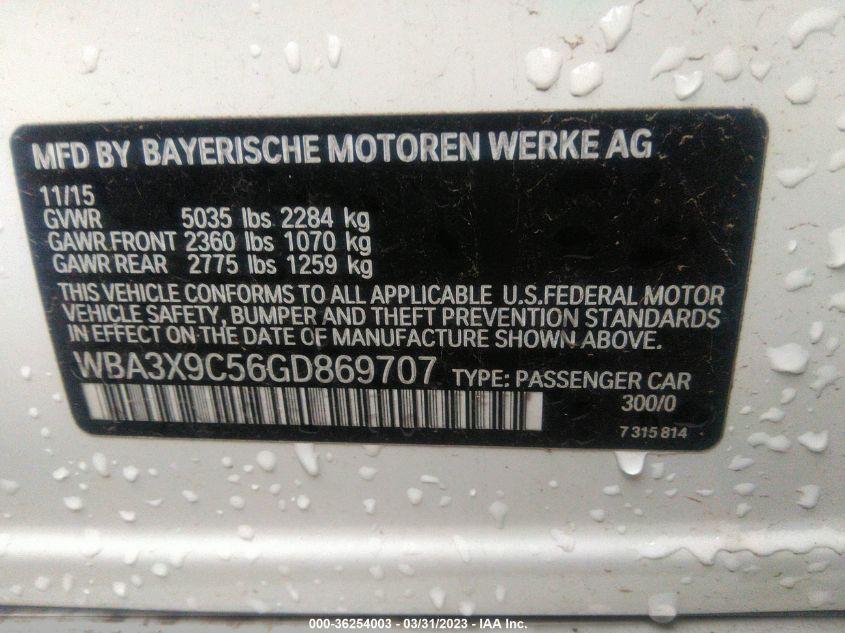 MFD BY BAYERISCHE MOTOREN WERKE AG
11/15
GVWR 5035 lbs 2284 kg
GAWR FRONT 2360 lbs 1070 kg
GAWR REAR 2775 lbs 1259 kg
THIS VEHICLE CONFORMS TO ALL APPLICABLE U.S.FEDERAL MOTOR
VEHICLE SAFETY, BUMPER AND THEFT PREVENTION STANDARDS
IN EFFECT ON THE DATE OF MANUFACTURE SHOWN ABOVE.
WBA3X9C56GD869707 TYPE: PASSENGER CAR
300/0
7 315 814
000-36254003 - 03/31/2023 - IAA Inc.